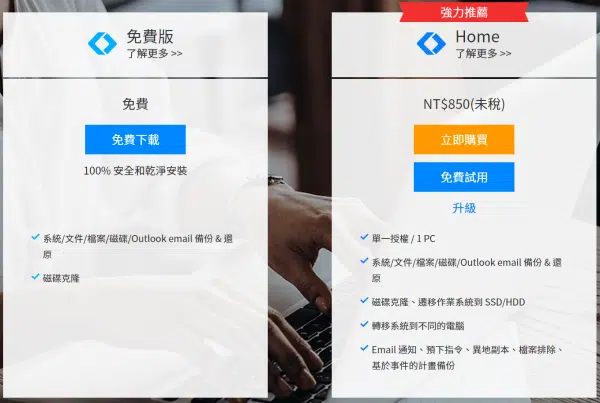 免費版
了解更多 >>
免費
免費下載
100% 安全和乾淨安裝
系統/文件/檔案/磁碟/Outlook email 備份 & 還
原
磁碟克隆
強力推薦
Home
了解更多 >>
NT$850(未稅)
立即購買
免費試用
升級
單一授權 / 1 PC
系統/文件/檔案/磁碟/Outlook email 備份 & 還
原
磁碟克隆、遷移作業系統到 SSD/HDD
轉移系統到不同的電腦
Email 通知、預下指令、異地副本、檔案排除、
基於事件的計畫備份